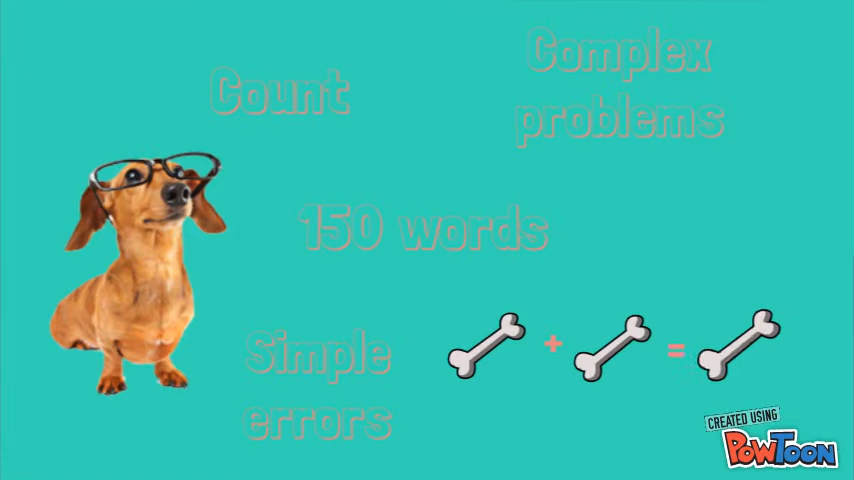 Count
Complex
problems
150 words
Simple
errors
+ =
CREATED USING
POWTOON